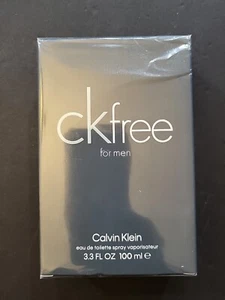 ckfree
for men
Calvin Klein
eau de toilette spray vaporisateur
3.3 FL OZ 100 ml ℮